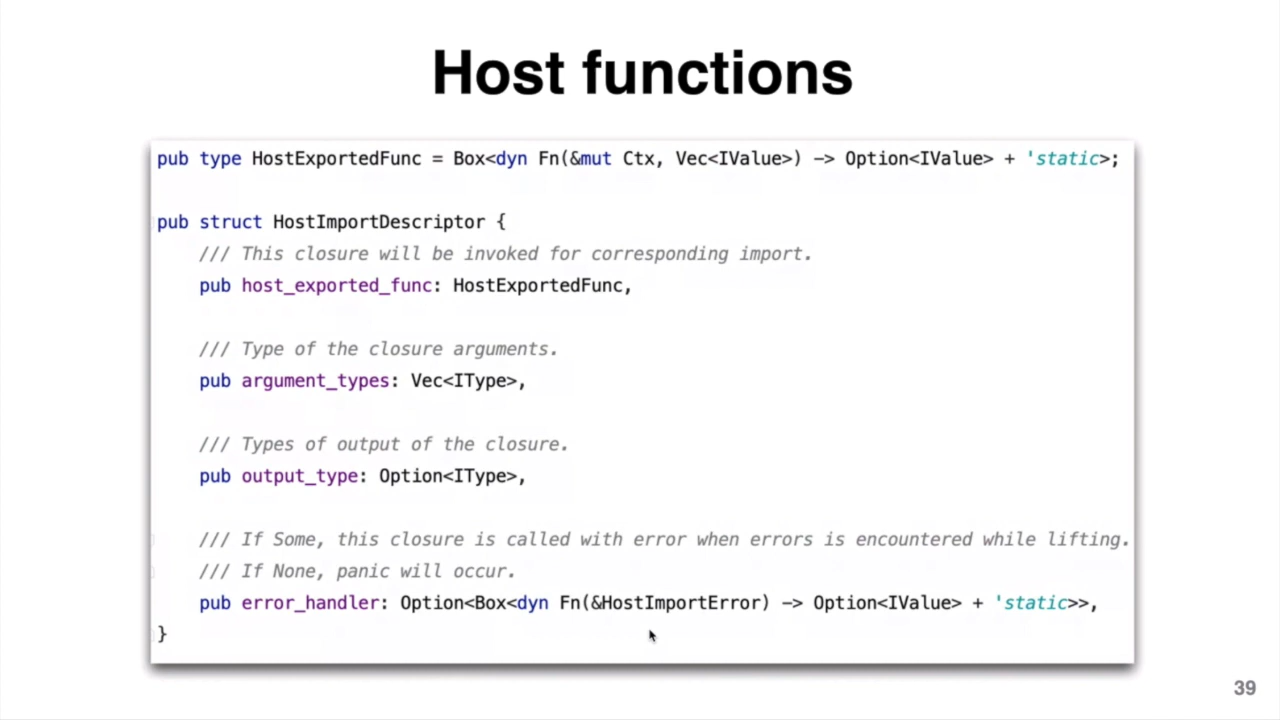 Host functions
pub type HostExportedFunc = Box<dyn Fn(&mut Ctx, Vec<IValue>) -> Option<IValue> + 'static>;
pub struct HostImportDescriptor {
/// This closure will be invoked for corresponding import.
pub host_exported_func: HostExportedFunc,
/// Type of the closure arguments.
pub argument_types: Vec<IType>,
/// Types of output of the closure.
pub output_type: Option<IType>,
/// If Some, this closure is called with error when errors is encountered while lifting.
/// If None, panic will occur.
pub error_handler: Option<Box<dyn Fn(&HostImportError) -> Option<IValue> + 'static>>,
}
39